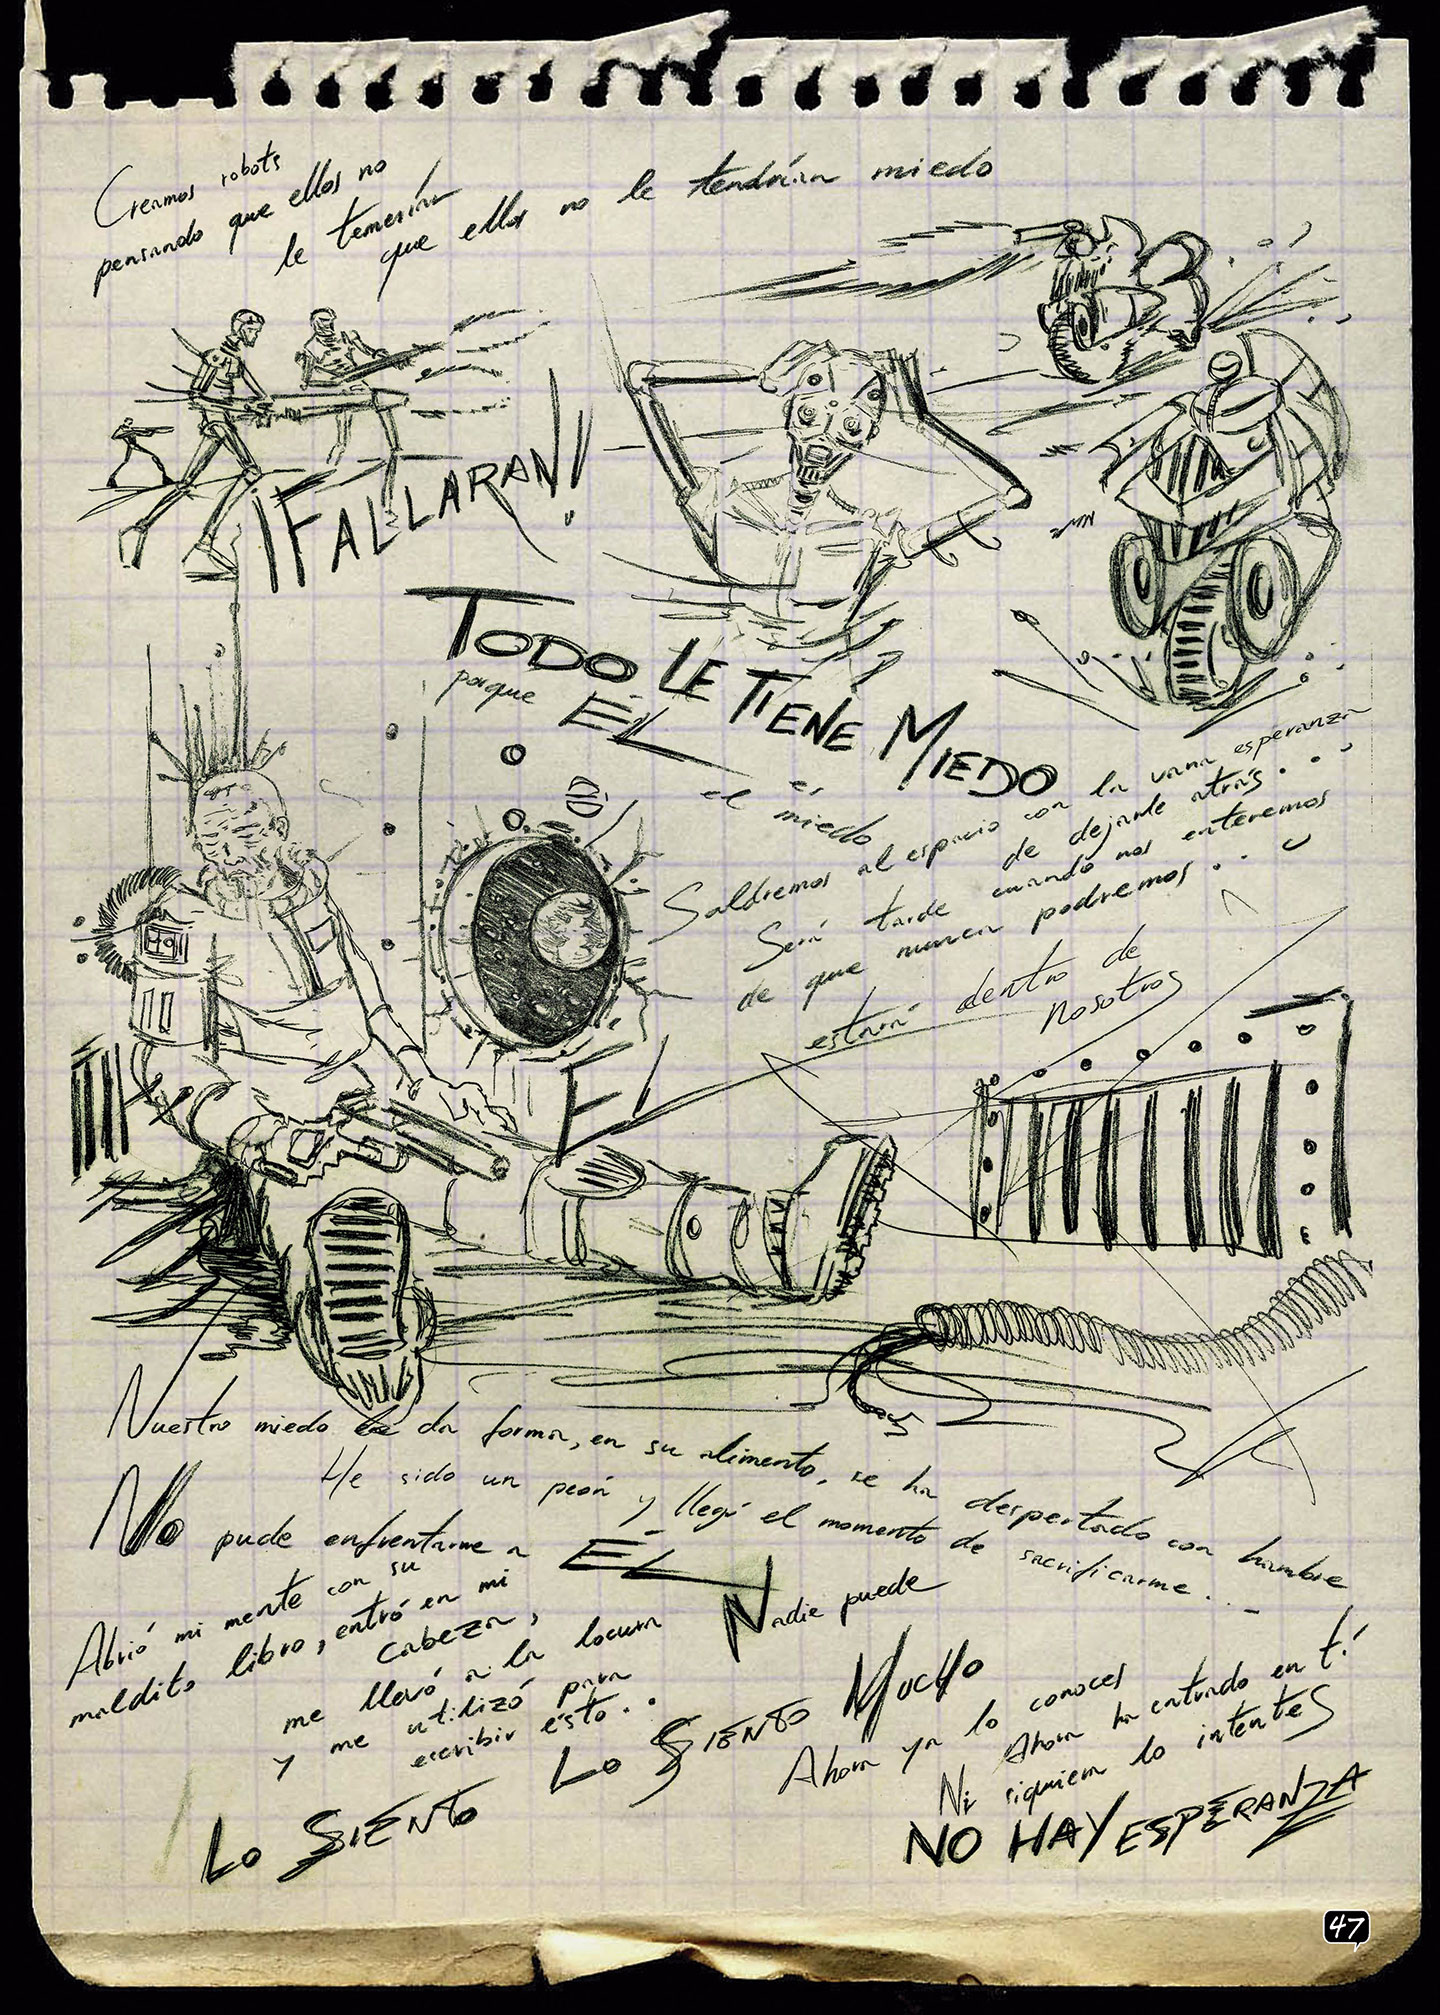 Creamos robots
pensando que ellos no
le temerían
que ellos no le tendrían miedo
¡FALLARAN!
TODO LE TIENE MIEDO
porque ÉL
es
el miedo
Saldremos al espacio con la vana esperanza
de dejarle atrás...
Será tarde cuando nos enteremos
de que nunca podremos...
estará dentro de
nosotros
Él
Nuestro miedo le da forma, en su alimento, se ha despertado con hambre
He sido un peón y llegó el momento de sacrificarme...
No pude enfrentarme a ÉL
Nadie puede
Abrió mi mente con su
maldito libro, entró en mi
cabeza,
me llevó a la locura
y me utilizó para
escribir esto...
LO SIENTO
LO SIENTO MUCHO
Ahora ya lo conoces
Ahora ha entrado en tí
Ni siquiera lo intentes
NO HAY ESPERANZA
47